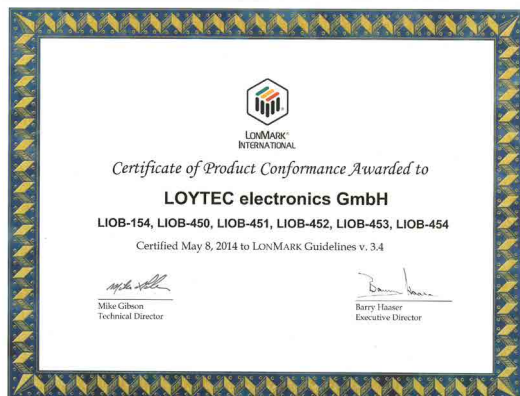 LONMARK®
INTERNATIONAL
Certificate of Product Conformance Awarded to
LOYTEC electronics GmbH
LIOB-154, LIOB-450, LIOB-451, LIOB-452, LIOB-453, LIOB-454
Certified May 8, 2014 to LONMARK Guidelines v. 3.4
Mike Gibson
Technical Director
Barry Haaser
Executive Director